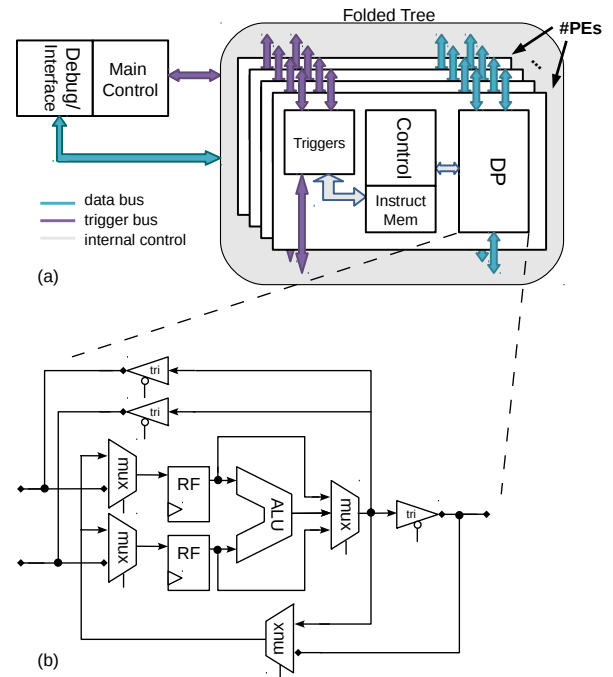 Folded Tree
#PEs
...
Debug/
Interface
Main
Control
Triggers
Control
Instruct
Mem
DP
data bus
trigger bus
internal control
(a)
tri
tri
mux
RF
ALU
mux
tri
mux
RF
mux
(b)